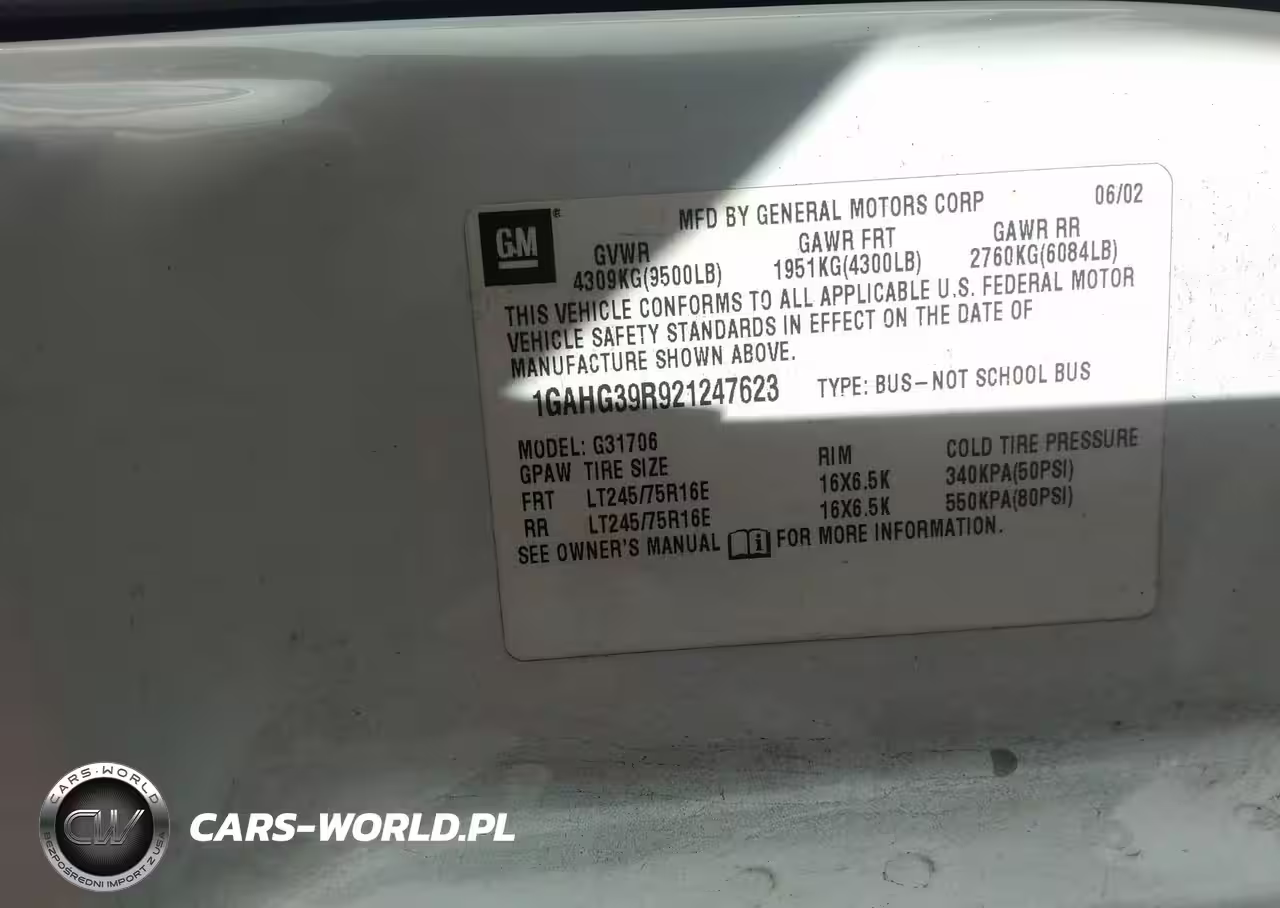 GM®
MFD BY GENERAL MOTORS CORP 06/02
GVWR GAWR FRT GAWR RR
4309KG(9500LB) 1951KG(4300LB) 2760KG(6084LB)
THIS VEHICLE CONFORMS TO ALL APPLICABLE U.S. FEDERAL MOTOR
VEHICLE SAFETY STANDARDS IN EFFECT ON THE DATE OF
MANUFACTURE SHOWN ABOVE.
1GAHG39R921247623 TYPE: BUS-NOT SCHOOL BUS
MODEL: G31706
GPAW TIRE SIZE RIM COLD TIRE PRESSURE
FRT LT245/75R16E 16X6.5K 340KPA(50PSI)
RR LT245/75R16E 16X6.5K 550KPA(80PSI)
SEE OWNER'S MANUAL i FOR MORE INFORMATION.
CARS-WORLD
CW
BEZPOŚREDNI IMPORT Z USA
CARS-WORLD.PL